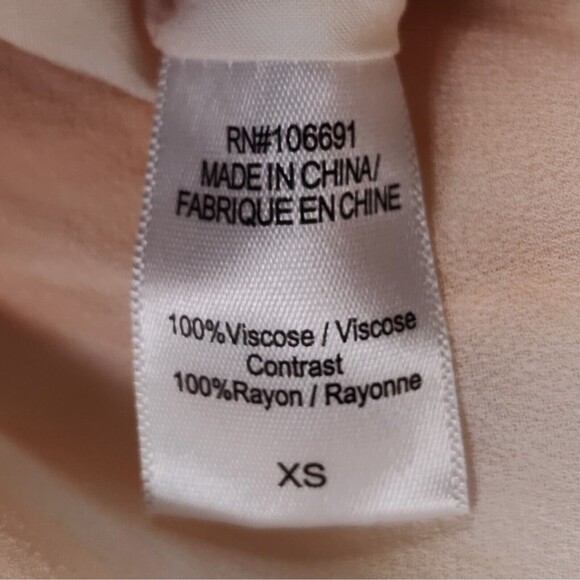 RN#106691
MADE IN CHINA/
FABRIQUE EN CHINE
100%Viscose / Viscose
Contrast
100%Rayon / Rayonne
XS